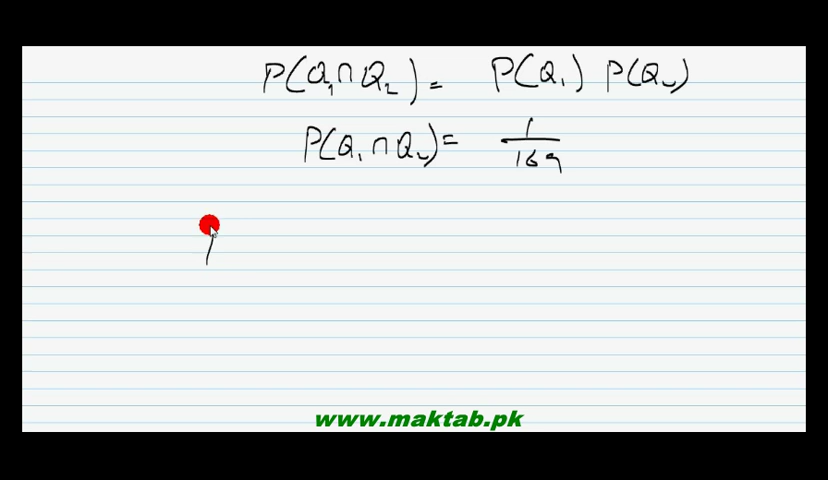 P(Q₁ ∩ Q₂) = P(Q₁) P(Q₂)
P(Q₁ ∩ Q₂) = 1/169
www.maktab.pk